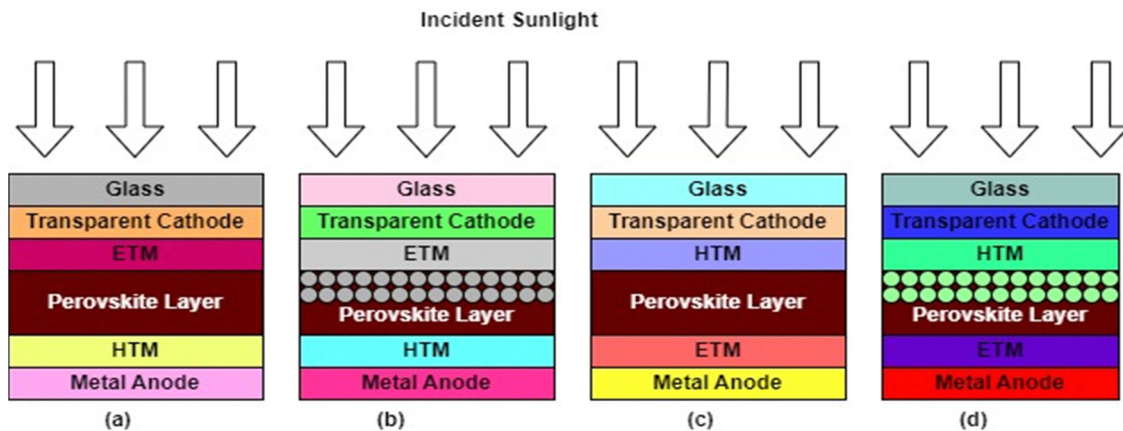 Incident Sunlight
Glass
Transparent Cathode
ETM
Perovskite Layer
HTM
Metal Anode
(a)
Glass
Transparent Cathode
ETM
Perovskite Layer
HTM
Metal Anode
(b)
Glass
Transparent Cathode
HTM
Perovskite Layer
ETM
Metal Anode
(c)
Glass
Transparent Cathode
HTM
Perovskite Layer
ETM
Metal Anode
(d)